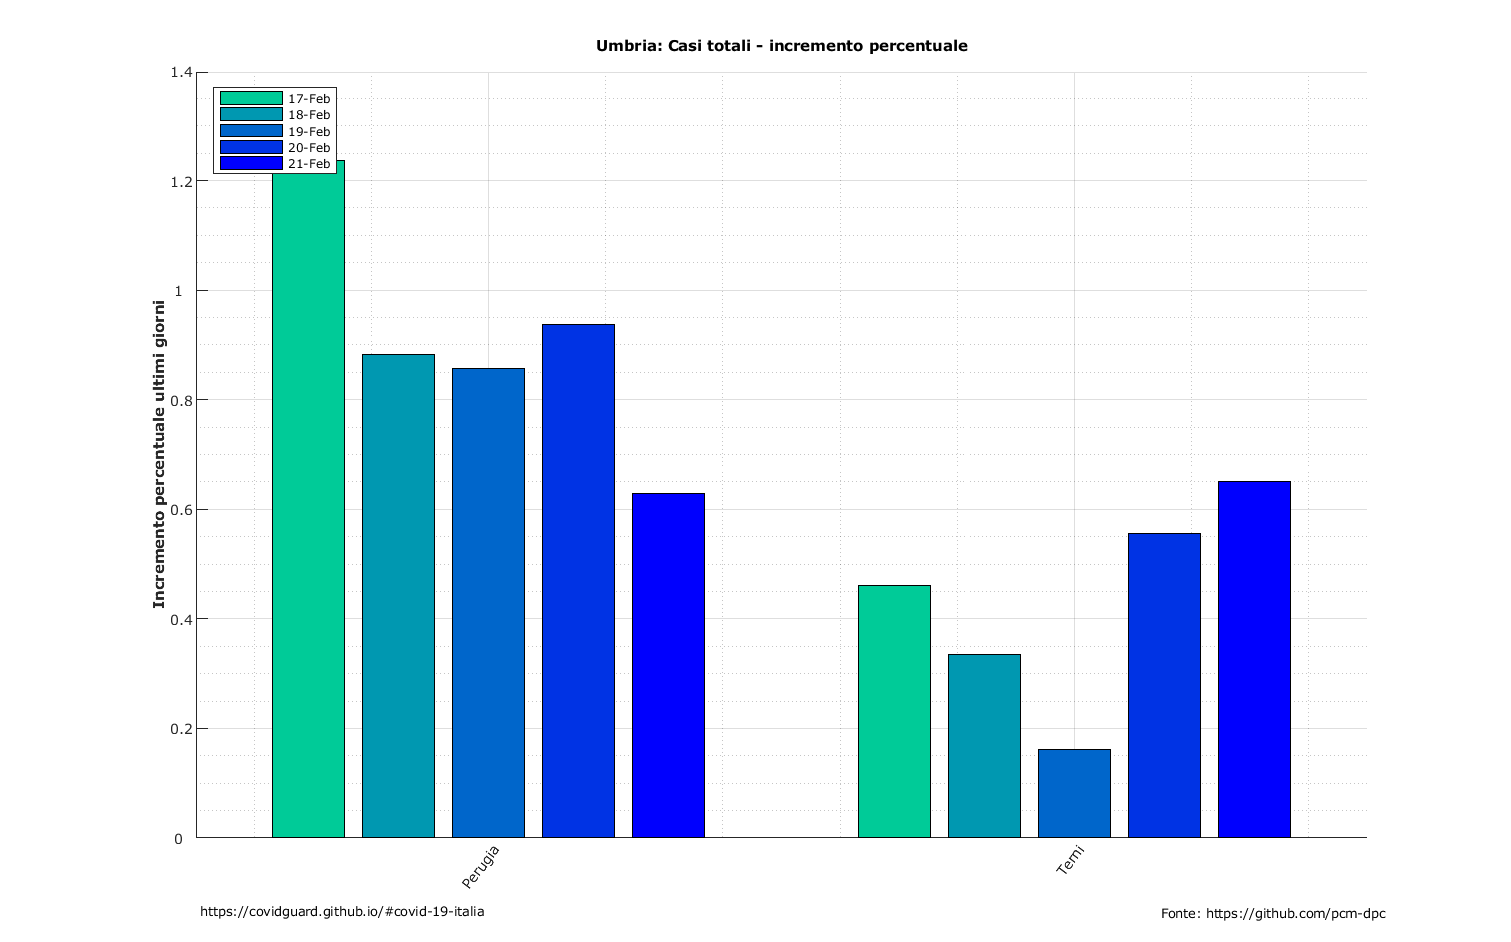 Umbria: Casi totali - incremento percentuale
Incremento percentuale ultimi giorni
1.4
1.2
1
0.8
0.6
0.4
0.2
0
17-Feb
18-Feb
19-Feb
20-Feb
21-Feb
Perugia
Terni
https://covidguard.github.io/#covid-19-italia
Fonte: https://github.com/pcm-dpc